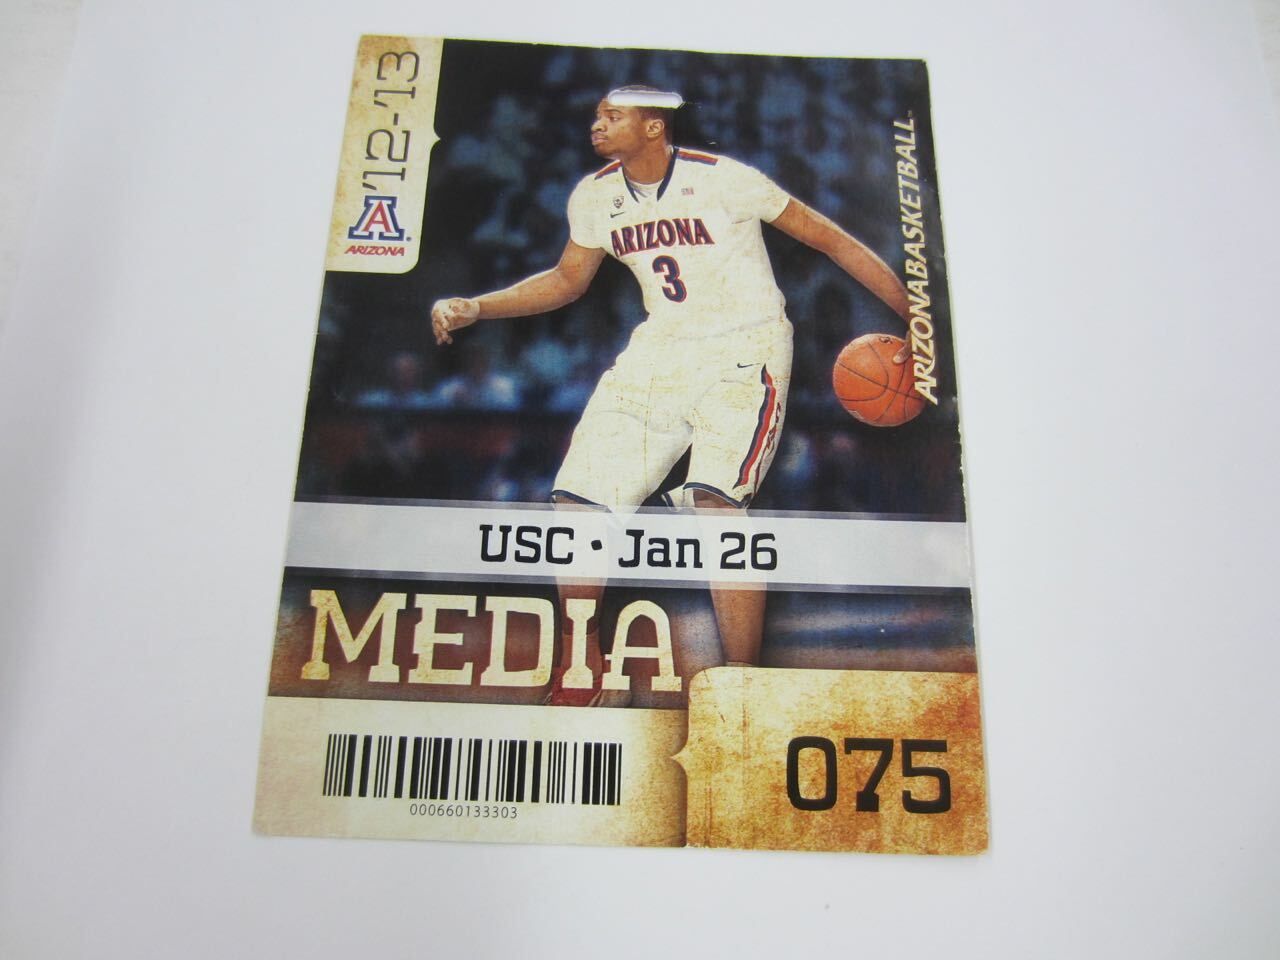 '12-'13
A
ARIZONA
ARIZONABASKETBALL
ARIZONA
3
USC · Jan 26
MEDIA
000660133303
075